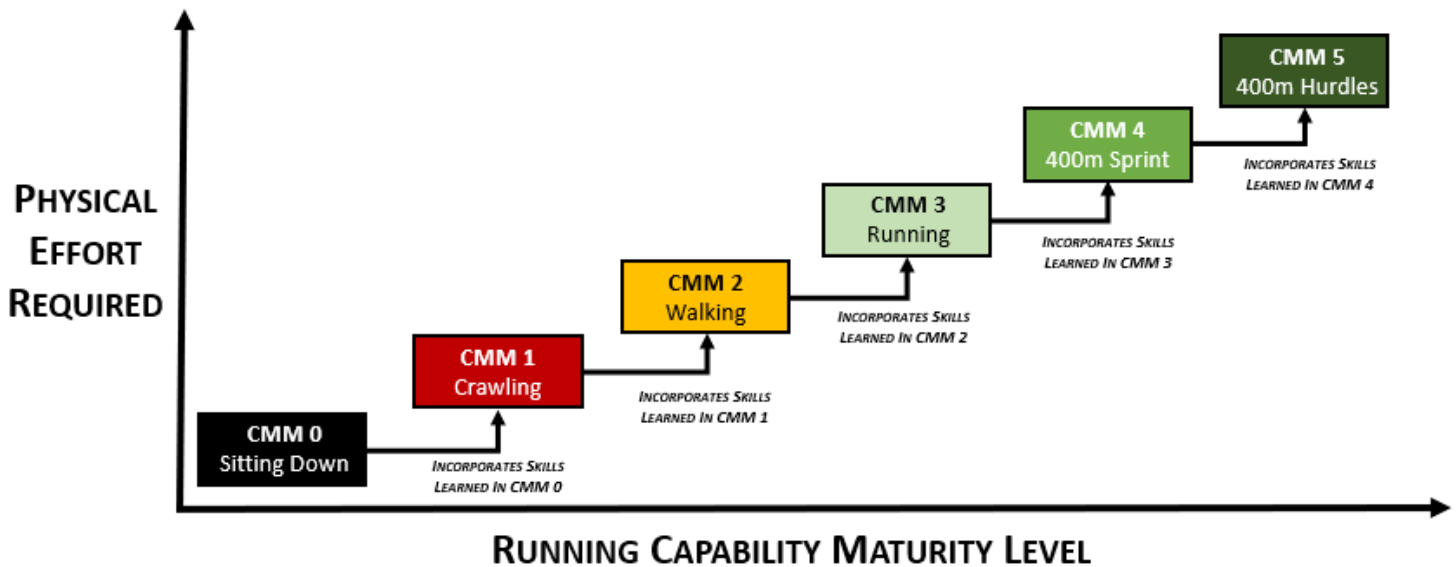 PHYSICAL
EFFORT
REQUIRED
CMM 0
Sitting Down
INCORPORATES SKILLS
LEARNED IN CMM 0
CMM 1
Crawling
INCORPORATES SKILLS
LEARNED IN CMM 1
CMM 2
Walking
INCORPORATES SKILLS
LEARNED IN CMM 2
CMM 3
Running
INCORPORATES SKILLS
LEARNED IN CMM 3
CMM 4
400m Sprint
INCORPORATES SKILLS
LEARNED IN CMM 4
CMM 5
400m Hurdles
RUNNING CAPABILITY MATURITY LEVEL